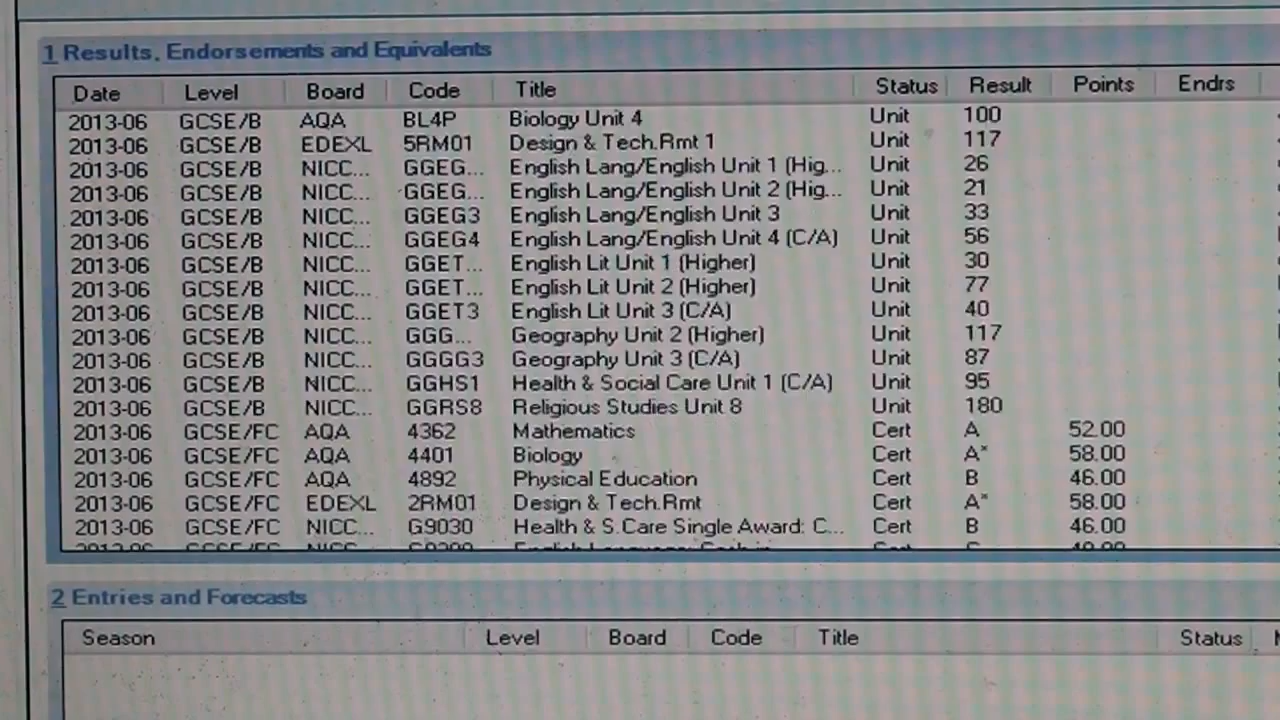 1 Results, Endorsements and Equivalents
Date Level Board Code Title Status Result Points Endrs
2013-06 GCSE/B AQA BL4P Biology Unit 4 Unit 100
2013-06 GCSE/B EDEXL 5RM01 Design & Tech.Rmt 1 Unit 117
2013-06 GCSE/B NICC... GGEG... English Lang/English Unit 1 (Hig... Unit 26
2013-06 GCSE/B NICC... GGEG... English Lang/English Unit 2 (Hig... Unit 21
2013-06 GCSE/B NICC... GGEG3 English Lang/English Unit 3 Unit 33
2013-06 GCSE/B NICC... GGEG4 English Lang/English Unit 4 (C/A) Unit 56
2013-06 GCSE/B NICC... GGET... English Lit Unit 1 (Higher) Unit 30
2013-06 GCSE/B NICC... GGET... English Lit Unit 2 (Higher) Unit 77
2013-06 GCSE/B NICC... GGET3 English Lit Unit 3 (C/A) Unit 40
2013-06 GCSE/B NICC... GGG... Geography Unit 2 (Higher) Unit 117
2013-06 GCSE/B NICC... GGGG3 Geography Unit 3 (C/A) Unit 87
2013-06 GCSE/B NICC... GGHS1 Health & Social Care Unit 1 (C/A) Unit 95
2013-06 GCSE/B NICC... GGRS8 Religious Studies Unit 8 Unit 180
2013-06 GCSE/FC AQA 4362 Mathematics Cert A 52.00
2013-06 GCSE/FC AQA 4401 Biology Cert A* 58.00
2013-06 GCSE/FC AQA 4892 Physical Education Cert B 46.00
2013-06 GCSE/FC EDEXL 2RM01 Design & Tech.Rmt Cert A* 58.00
2013-06 GCSE/FC NICC... G9030 Health & S.Care Single Award: C... Cert B 46.00
2 Entries and Forecasts
Season Level Board Code Title Status